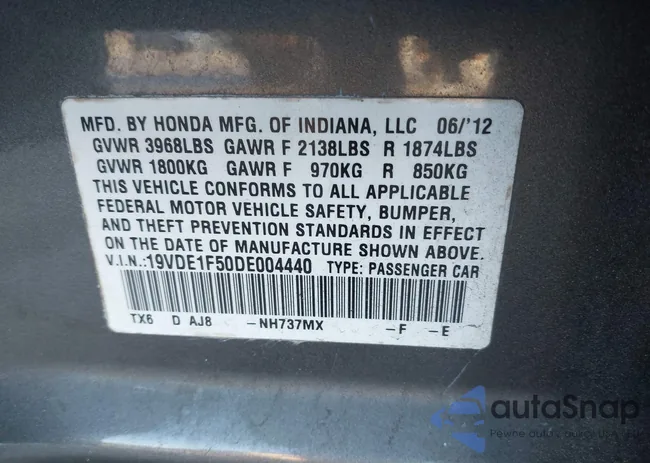 MFD. BY HONDA MFG. OF INDIANA, LLC 06/'12
GVWR 3968LBS GAWR F 2138LBS R 1874LBS
GVWR 1800KG GAWR F 970KG R 850KG
THIS VEHICLE CONFORMS TO ALL APPLICABLE
FEDERAL MOTOR VEHICLE SAFETY, BUMPER,
AND THEFT PREVENTION STANDARDS IN EFFECT
ON THE DATE OF MANUFACTURE SHOWN ABOVE.
V.I.N.:19VDE1F50DE004440 TYPE: PASSENGER CAR
TX6 D AJ8 -NH737MX -F -E
autoSnap
Pewne auto